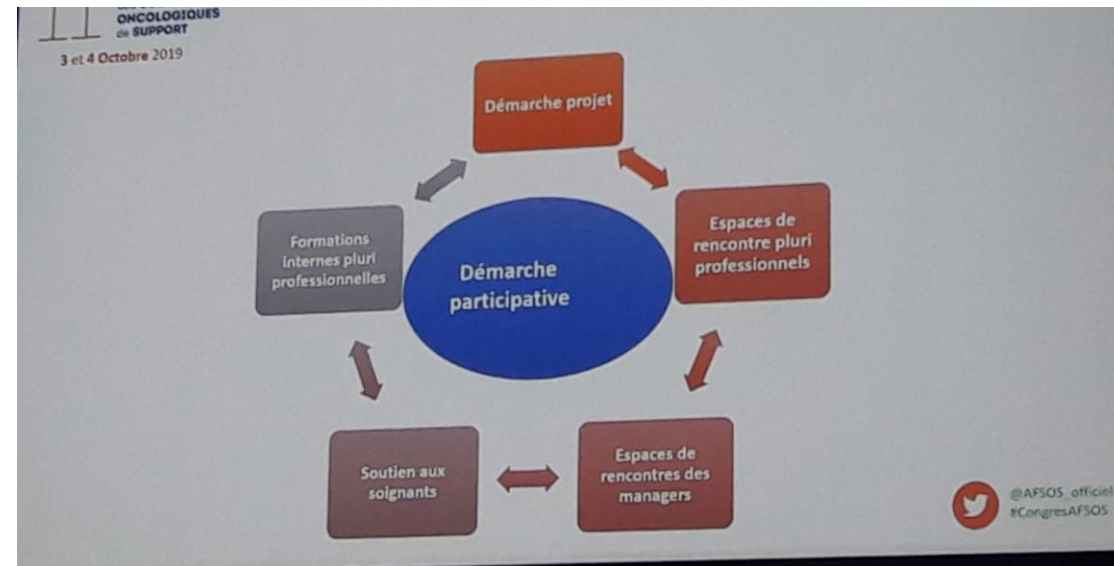 ONCOLOGIQUES
de SUPPORT
3 et 4 Octobre 2019
Démarche projet
Formations
internes pluri
professionnelles
Démarche
participative
Espaces de
rencontre pluri
professionnels
Soutien aux
soignants
Espaces de
rencontres des
managers
@AFSOS_officiel
#CongresAFSOS